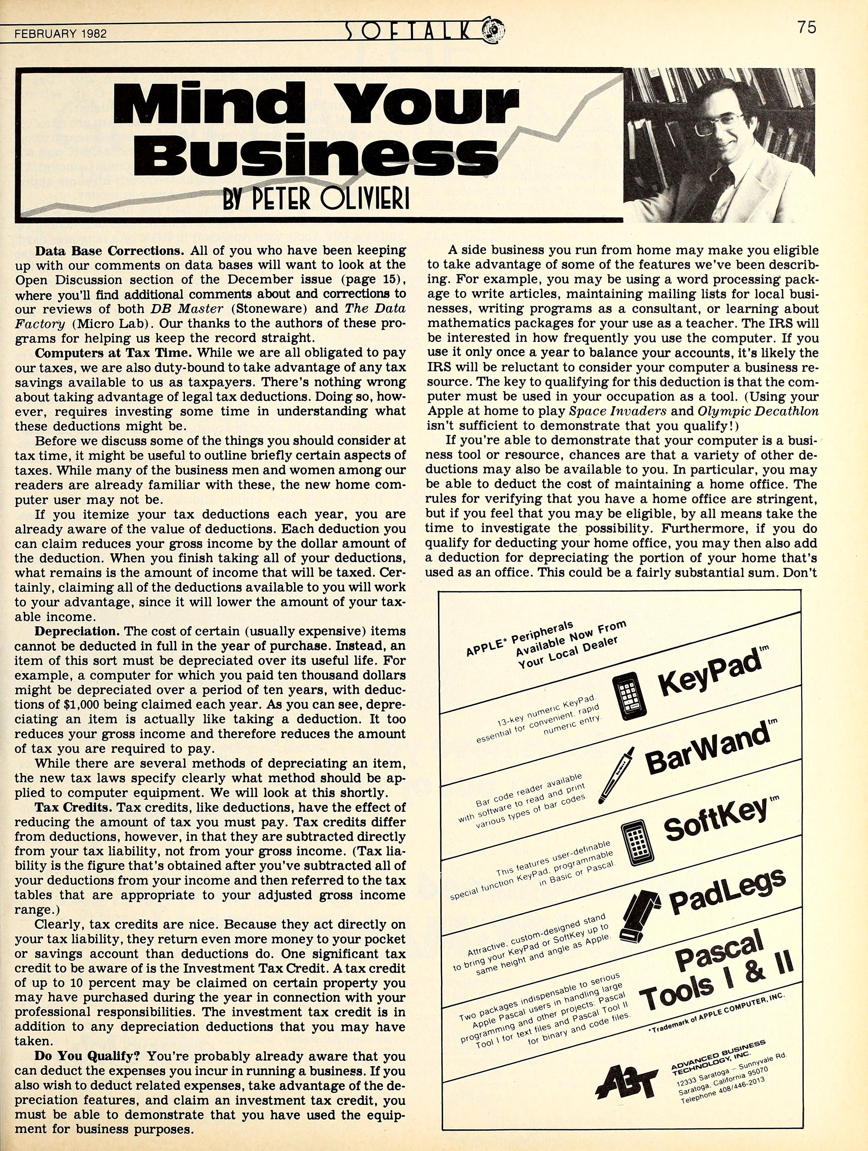 FEBRUARY 1982
SOFTALK
75
Mind Your
Business
BY PETER OLIVIERI
Data Base Corrections. All of you who have been keeping
up with our comments on data bases will want to look at the
Open Discussion section of the December issue (page 15),
where you'll find additional comments about and corrections to
our reviews of both DB Master (Stoneware) and The Data
Factory (Micro Lab). Our thanks to the authors of these pro-
grams for helping us keep the record straight.
Computers at Tax Time. While we are all obligated to pay
our taxes, we are also duty-bound to take advantage of any tax
savings available to us as taxpayers. There's nothing wrong
about taking advantage of legal tax deductions. Doing so, how-
ever, requires investing some time in understanding what
these deductions might be.
Before we discuss some of the things you should consider at
tax time, it might be useful to outline briefly certain aspects of
taxes. While many of the business men and women among our
readers are already familiar with these, the new home com-
puter user may not be.
If you itemize your tax deductions each year, you are
already aware of the value of deductions. Each deduction you
can claim reduces your gross income by the dollar amount of
the deduction. When you finish taking all of your deductions,
what remains is the amount of income that will be taxed. Cer-
tainly, claiming all of the deductions available to you will work
to your advantage, since it will lower the amount of your tax-
able income.
Depreciation. The cost of certain (usually expensive) items
cannot be deducted in full in the year of purchase. Instead, an
item of this sort must be depreciated over its useful life. For
example, a computer for which you paid ten thousand dollars
might be depreciated over a period of ten years, with deduc-
tions of $1,000 being claimed each year. As you can see, depre-
ciating an item is actually like taking a deduction. It too
reduces your gross income and therefore reduces the amount
of tax you are required to pay.
While there are several methods of depreciating an item,
the new tax laws specify clearly what method should be ap-
plied to computer equipment. We will look at this shortly.
Tax Credits. Tax credits, like deductions, have the effect of
reducing the amount of tax you must pay. Tax credits differ
from deductions, however, in that they are subtracted directly
from your tax liability, not from your gross income. (Tax lia-
bility is the figure that's obtained after you've subtracted all of
your deductions from your income and then referred to the tax
tables that are appropriate to your adjusted gross income
range.)
Clearly, tax credits are nice. Because they act directly on
your tax liability, they return even more money to your pocket
or savings account than deductions do. One significant tax
credit to be aware of is the Investment Tax Credit. A tax credit
of up to 10 percent may be claimed on certain property you
may have purchased during the year in connection with your
professional responsibilities. The investment tax credit is in
addition to any depreciation deductions that you may have
taken.
Do You Qualify? You're probably already aware that you
can deduct the expenses you incur in running a business. If you
also wish to deduct related expenses, take advantage of the de-
preciation features, and claim an investment tax credit, you
must be able to demonstrate that you have used the equip-
ment for business purposes.
A side business you run from home may make you eligible
to take advantage of some of the features we've been describ-
ing. For example, you may be using a word processing pack-
age to write articles, maintaining mailing lists for local busi-
nesses, writing programs as a consultant, or learning about
mathematics packages for your use as a teacher. The IRS will
be interested in how frequently you use the computer. If you
use it only once a year to balance your accounts, it's likely the
IRS will be reluctant to consider your computer a business re-
source. The key to qualifying for this deduction is that the com-
puter must be used in your occupation as a tool. (Using your
Apple at home to play Space Invaders and Olympic Decathlon
isn't sufficient to demonstrate that you qualify!)
If you're able to demonstrate that your computer is a busi-
ness tool or resource, chances are that a variety of other de-
ductions may also be available to you. In particular, you may
be able to deduct the cost of maintaining a home office. The
rules for verifying that you have a home office are stringent,
but if you feel that you may be eligible, by all means take the
time to investigate the possibility. Furthermore, if you do
qualify for deducting your home office, you may then also add
a deduction for depreciating the portion of your home that's
used as an office. This could be a fairly substantial sum. Don't
APPLE* Peripherals
Available Now From
Your Local Dealer
KeyPad™
13-key numeric KeyPad
essential for convenient, rapid
numeric entry.
BarWand™
Bar code reader available
with software to read and print
various types of bar codes
SoftKey™
This features user-definable
special function KeyPad, programmable
in Basic or Pascal.
PadLegs
Attractive, custom-designed stand
to bring your KeyPad or SoftKey up to
same height and angle as Apple.
Pascal
Tools I & II
Two packages indispensable to serious
Apple Pascal users in handling large
programming and other projects: Pascal
Tool I for text files and Pascal Tool II
for binary and code files.
*Trademark of APPLE COMPUTER, INC.
ABT
ADVANCED BUSINESS
TECHNOLOGY, INC.
12333 Saratoga – Sunnyvale Rd.
Saratoga, California 95070
Telephone 408/446-2013